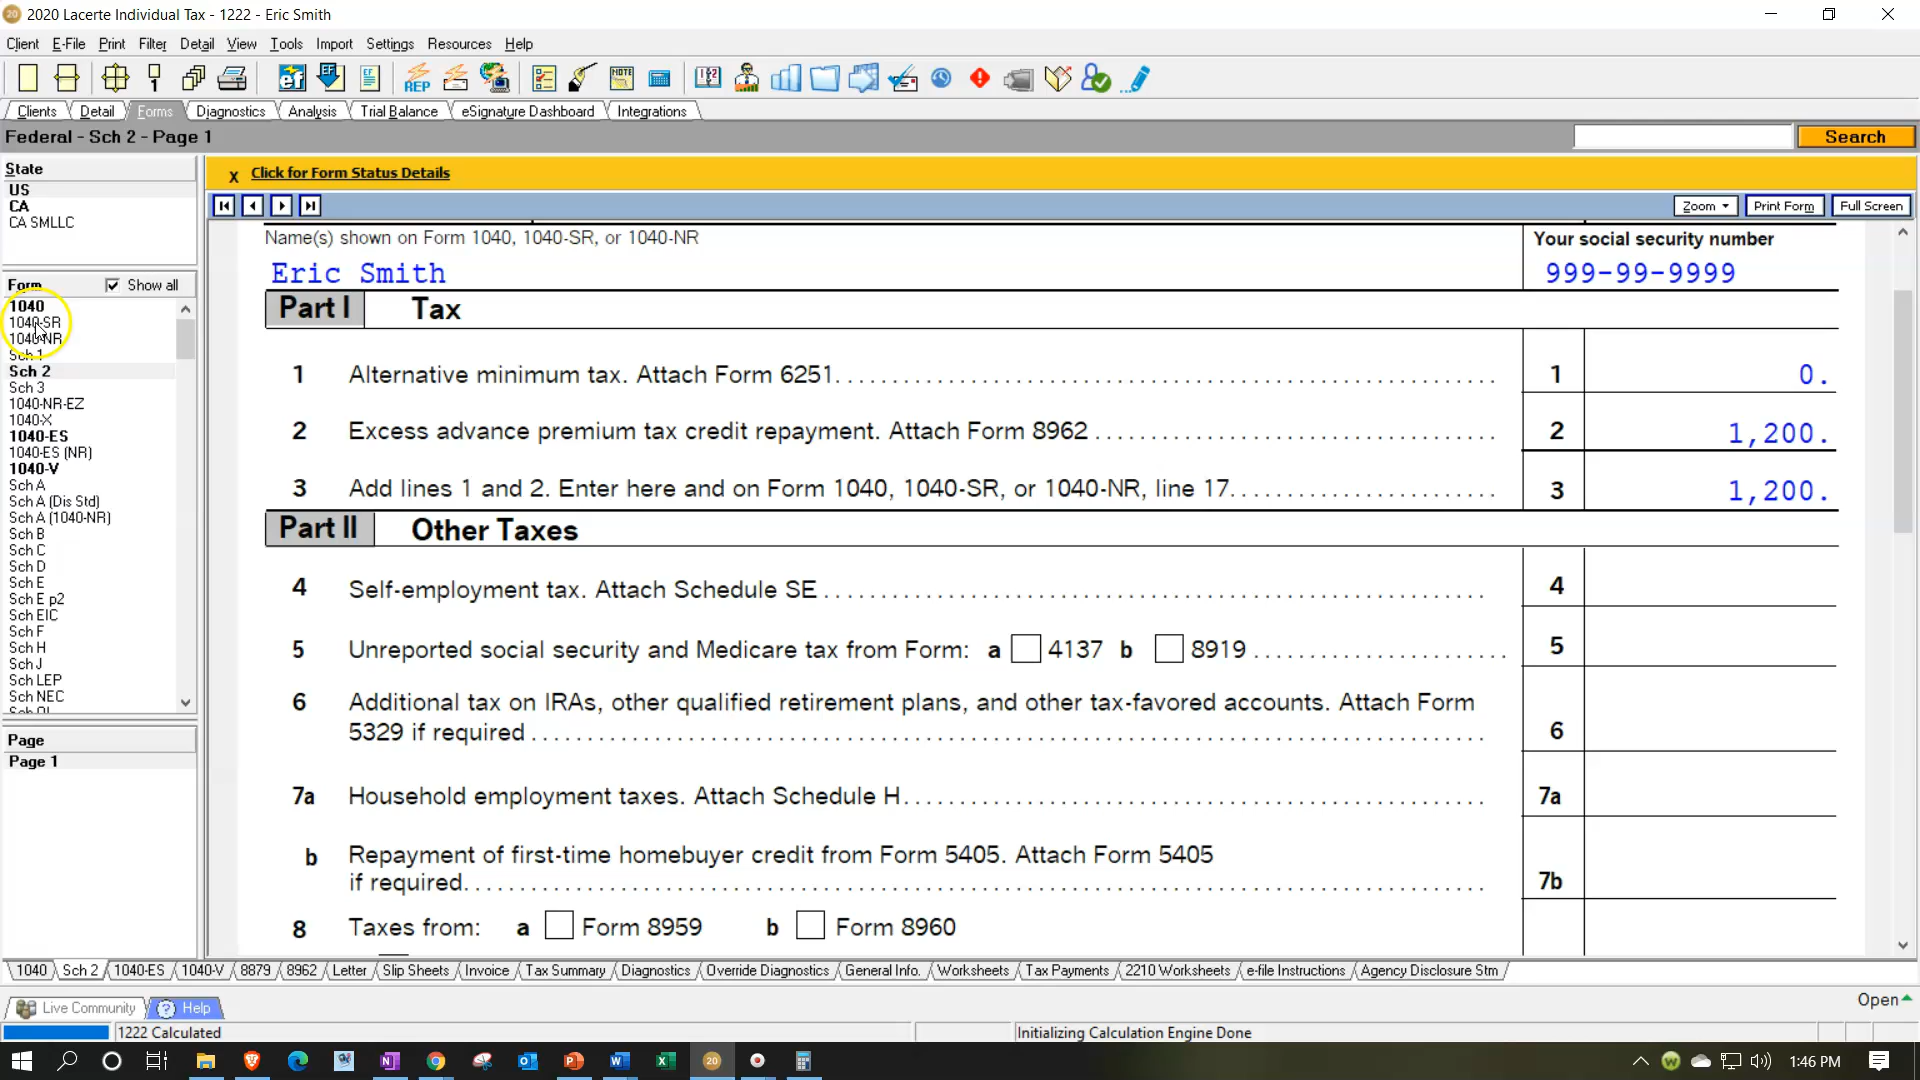 2020 Lacerte Individual Tax - 1222 - Eric Smith
Client E-File Print Filter Detail View Tools Import Settings Resources Help
Clients Detail Forms Diagnostics Analysis Trial Balance eSignature Dashboard Integrations
Federal - Sch 2 - Page 1
Search
State
US
CA
CA SMLLC
Form Show all
1040
1040-SR
1040-NR
Sch 1
Sch 2
Sch 3
1040-NR-EZ
1040-X
1040-ES
1040-ES (NR)
1040-V
Sch A
Sch A (Dis Std)
Sch A (1040-NR)
Sch B
Sch C
Sch D
Sch E
Sch E p2
Sch EIC
Sch F
Sch H
Sch J
Sch LEP
Sch NEC
Page
Page 1
x Click for Form Status Details
Zoom Print Form Full Screen
Name(s) shown on Form 1040, 1040-SR, or 1040-NR Your social security number
Eric Smith 999-99-9999
Part I Tax
1 Alternative minimum tax. Attach Form 6251 1 0.
2 Excess advance premium tax credit repayment. Attach Form 8962 2 1,200.
3 Add lines 1 and 2. Enter here and on Form 1040, 1040-SR, or 1040-NR, line 17 3 1,200.
Part II Other Taxes
4 Self-employment tax. Attach Schedule SE 4
5 Unreported social security and Medicare tax from Form: a 4137 b 8919 5
6 Additional tax on IRAs, other qualified retirement plans, and other tax-favored accounts. Attach Form
5329 if required 6
7a Household employment taxes. Attach Schedule H 7a
b Repayment of first-time homebuyer credit from Form 5405. Attach Form 5405
if required 7b
8 Taxes from: a Form 8959 b Form 8960
1040 Sch 2 1040-ES 1040-V 8879 8962 Letter Slip Sheets Invoice Tax Summary Diagnostics Override Diagnostics General Info. Worksheets Tax Payments 2210 Worksheets e-file Instructions Agency Disclosure Stm
Live Community Help Open
1222 Calculated Initializing Calculation Engine Done
1:46 PM